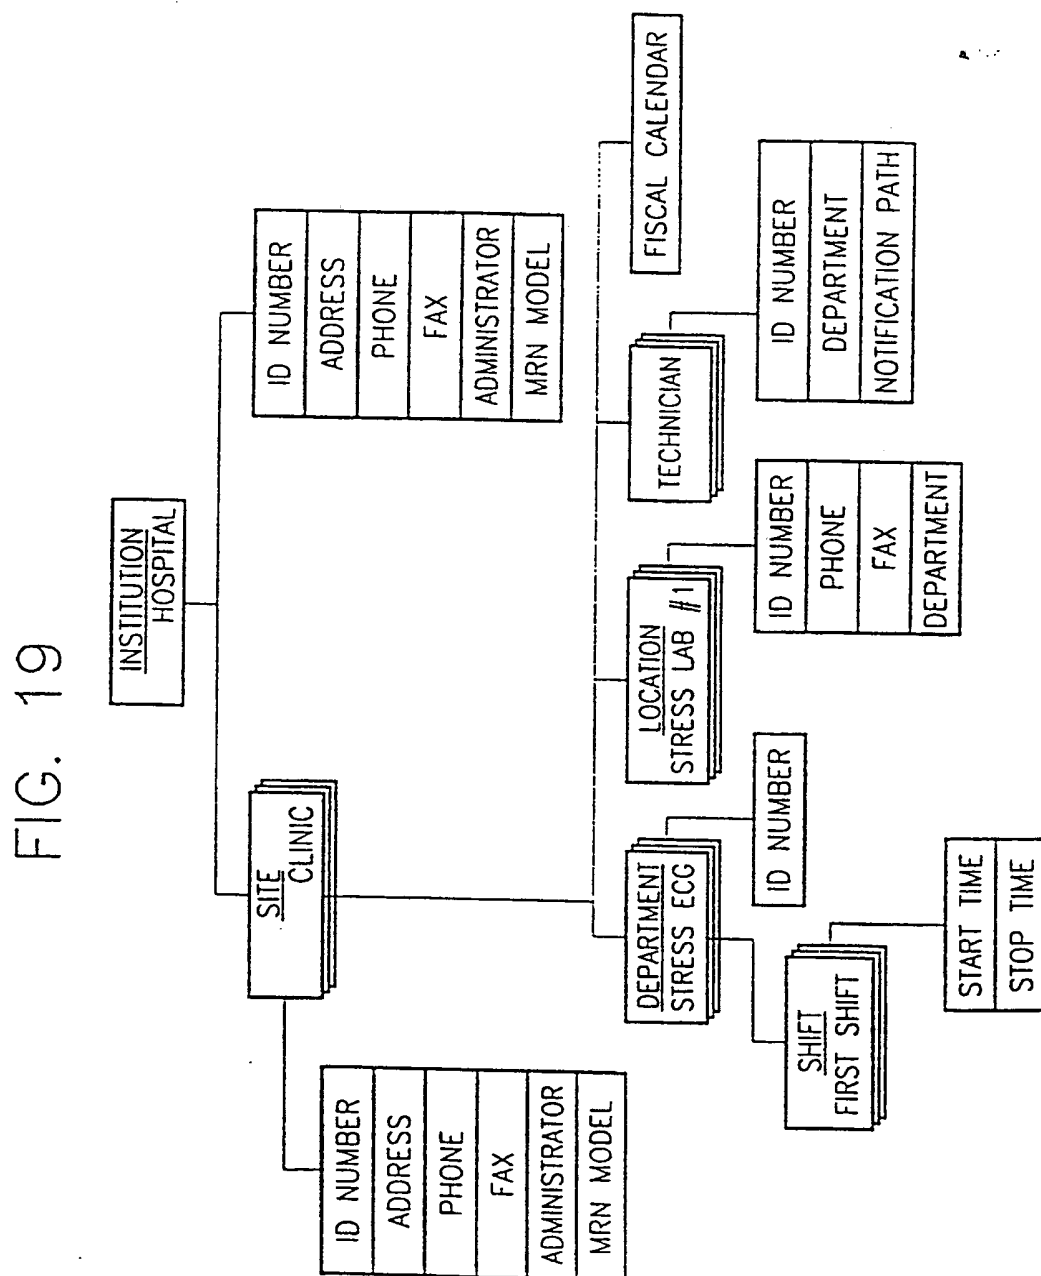 FIG. 19
INSTITUTION
HOSPITAL
SITE
CLINIC
ID NUMBER
ADDRESS
PHONE
FAX
ADMINISTRATOR
MRN MODEL
ID NUMBER
ADDRESS
PHONE
FAX
ADMINISTRATOR
MRN MODEL
DEPARTMENT
STRESS ECG
LOCATION
STRESS LAB #1
TECHNICIAN
FISCAL CALENDAR
ID NUMBER
ID NUMBER
PHONE
FAX
DEPARTMENT
ID NUMBER
DEPARTMENT
NOTIFICATION PATH
SHIFT
FIRST SHIFT
START TIME
STOP TIME